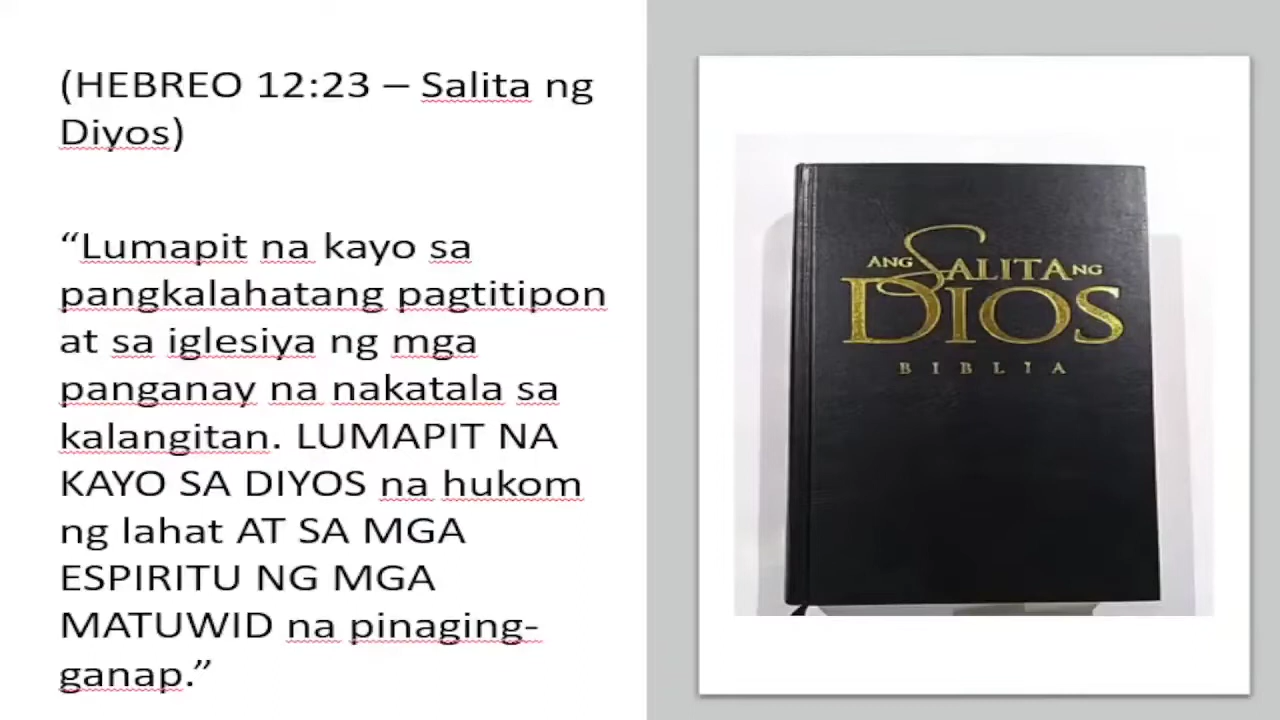 (HEBREO 12:23 – Salita ng
Diyos)
“Lumapit na kayo sa
pangkalahatang pagtitipon
at sa iglesiya ng mga
panganay na nakatala sa
kalangitan. LUMAPIT NA
KAYO SA DIYOS na hukom
ng lahat AT SA MGA
ESPIRITU NG MGA
MATUWID na pinaging-
ganap.”
ANG SALITA NG
DIOS
BIBLIA